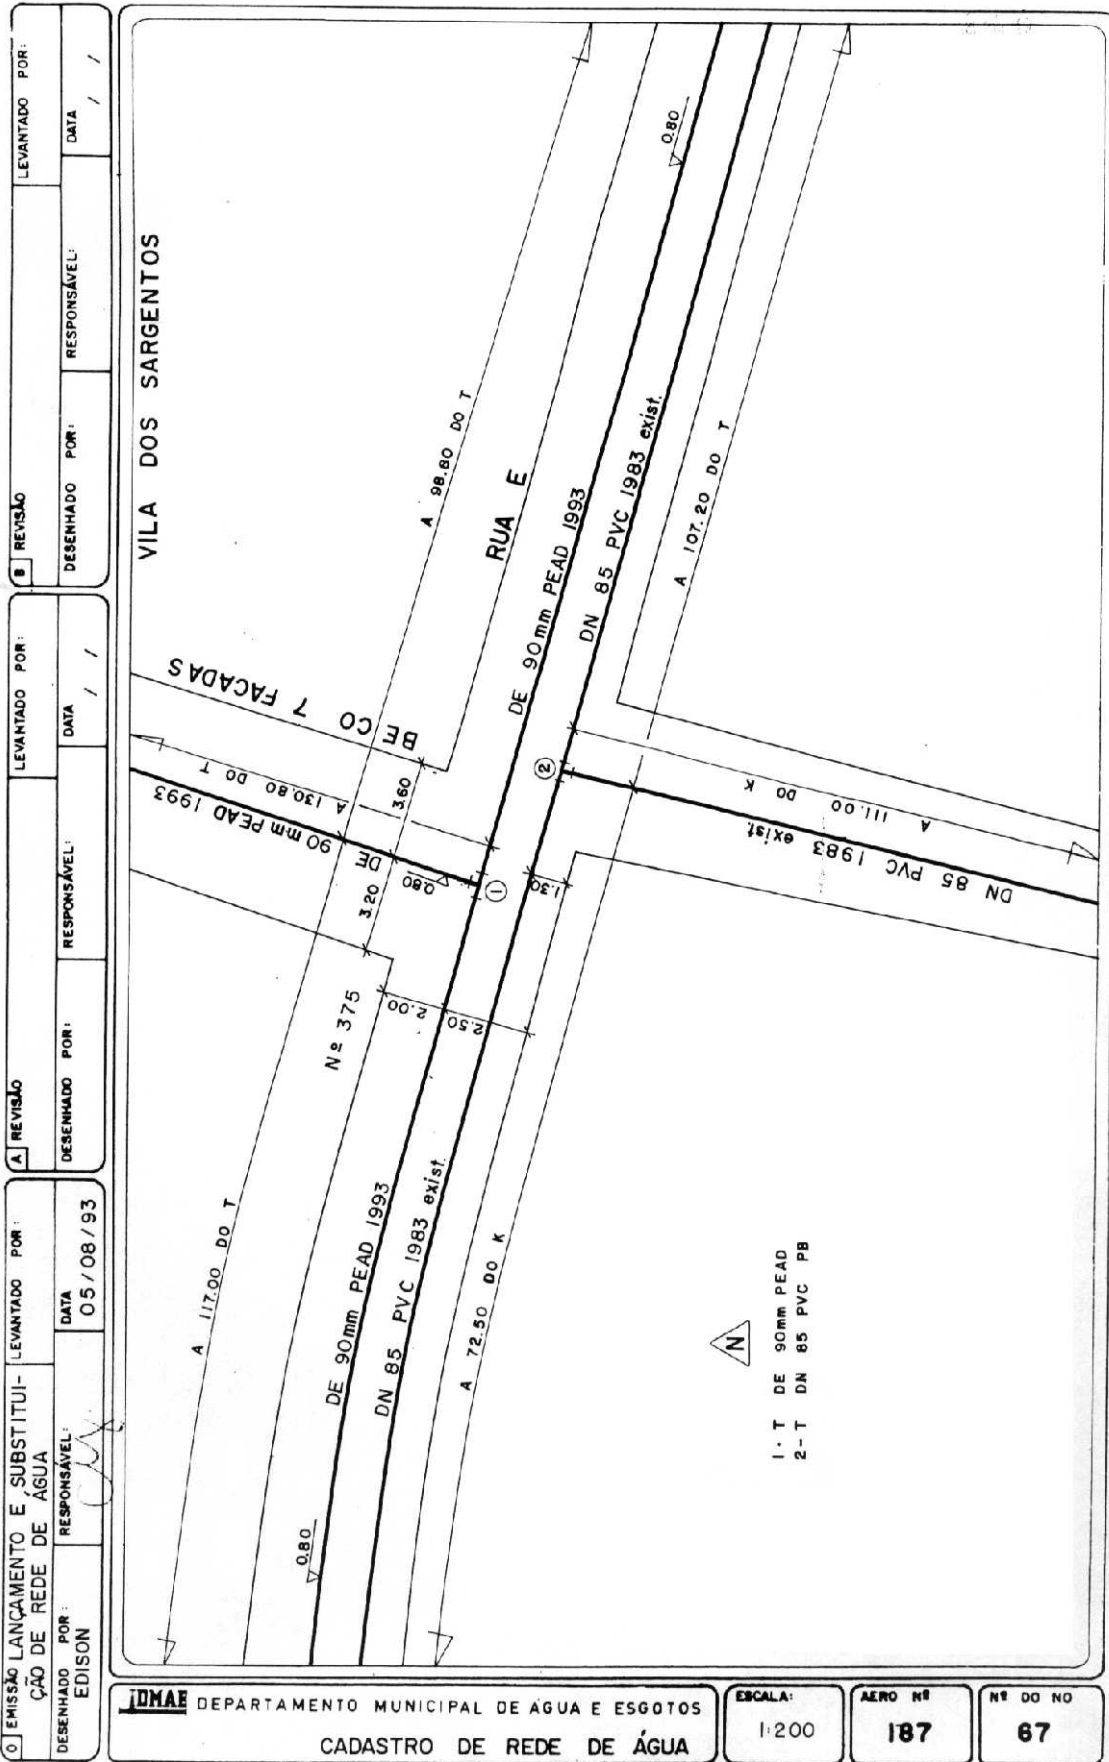 0 EMISSÃO LANÇAMENTO E SUBSTITUI-
ÇÃO DE REDE DE ÁGUA
LEVANTADO POR:
DESENHADO POR:
EDISON
RESPONSÁVEL:
DATA
05/08/93
A REVISÃO
LEVANTADO POR:
DESENHADO POR:
RESPONSÁVEL:
DATA
/ /
B REVISÃO
LEVANTADO POR:
DESENHADO POR:
RESPONSÁVEL:
DATA
/ /
VILA DOS SARGENTOS
A 117.00 DO T
A 98.80 DO T
BECO 7 FACADAS
A 130.80 DO T
DE 90 mm PEAD 1993
3.60
3.20
0.80
Nº 375
RUA E
0.80
DE 90mm PEAD 1993
DN 85 PVC 1983 exist.
2.00
2.50
1
1.30
2
DE 90mm PEAD 1993
DN 85 PVC 1983 exist.
0.80
A 72.50 DO K
A 107.20 DO T
DN 85 PVC 1983 exist.
A 111.00 DO K
N
1- T DE 90mm PEAD
2- T DN 85 PVC PB
DMAE DEPARTAMENTO MUNICIPAL DE ÁGUA E ESGOTOS
CADASTRO DE REDE DE ÁGUA
ESCALA:
1:200
AERO Nº
187
Nº DO NO
67